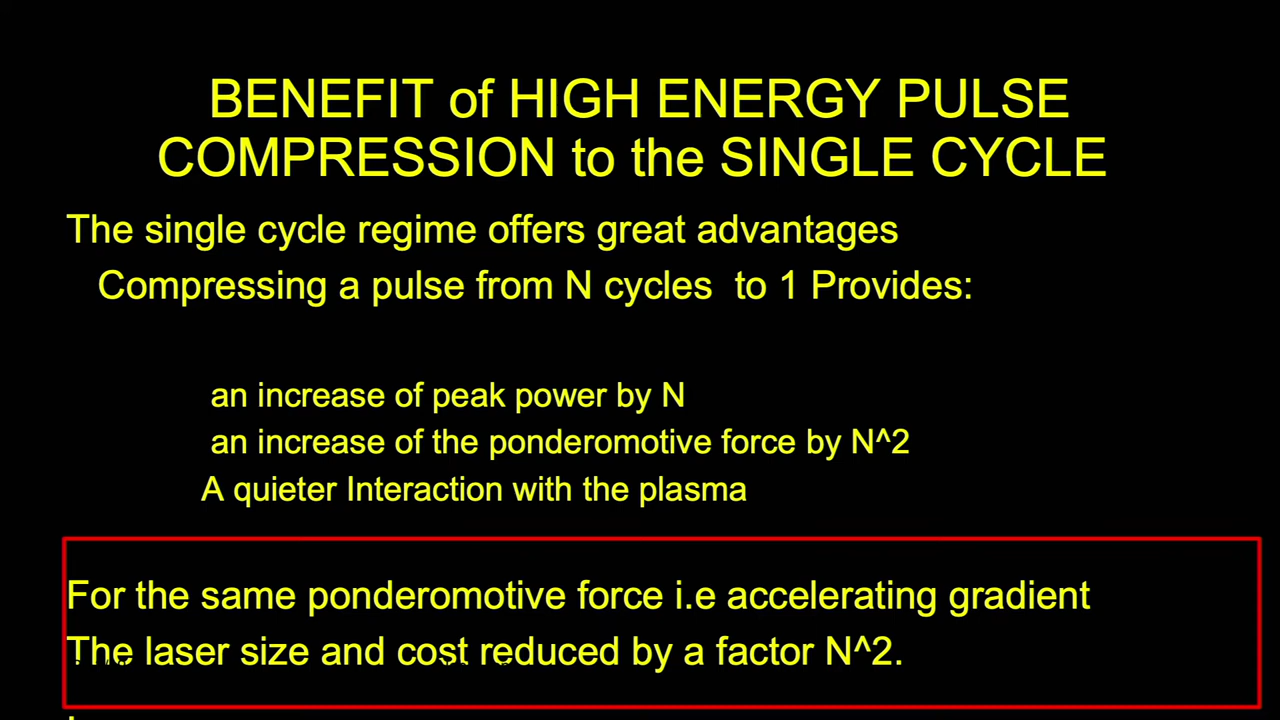 BENEFIT of HIGH ENERGY PULSE
COMPRESSION to the SINGLE CYCLE
The single cycle regime offers great advantages
Compressing a pulse from N cycles to 1 Provides:
an increase of peak power by N
an increase of the ponderomotive force by N^2
A quieter Interaction with the plasma
For the same ponderomotive force i.e accelerating gradient
The laser size and cost reduced by a factor N^2.